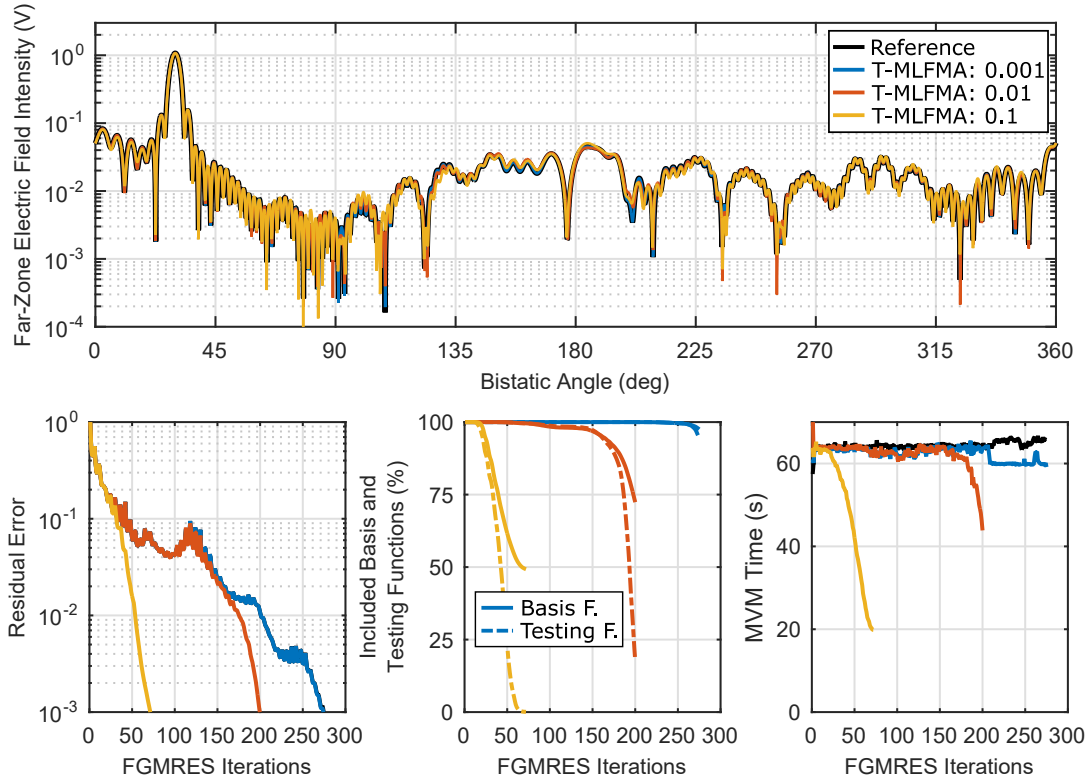 Far-Zone Electric Field Intensity (V)
10^0
10^-1
10^-2
10^-3
10^-4
Reference
T-MLFMA: 0.001
T-MLFMA: 0.01
T-MLFMA: 0.1
0 45 90 135 180 225 270 315 360
Bistatic Angle (deg)
Residual Error
10^0
10^-1
10^-2
10^-3
0 50 100 150 200 250 300
FGMRES Iterations
Included Basis and
Testing Functions (%)
100
75
50
25
0
Basis F.
Testing F.
0 50 100 150 200 250 300
FGMRES Iterations
MVM Time (s)
60
40
20
0
0 50 100 150 200 250 300
FGMRES Iterations